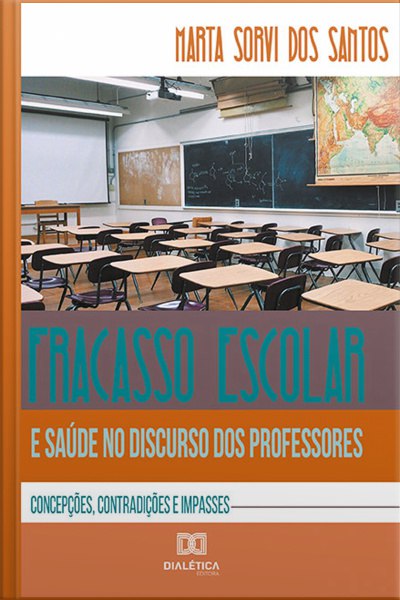 MARTA SORVI DOS SANTOS
FRACASSO ESCOLAR
E SAÚDE NO DISCURSO DOS PROFESSORES
CONCEPÇÕES, CONTRADIÇÕES E IMPASSES
DIALÉTICA
EDITORA